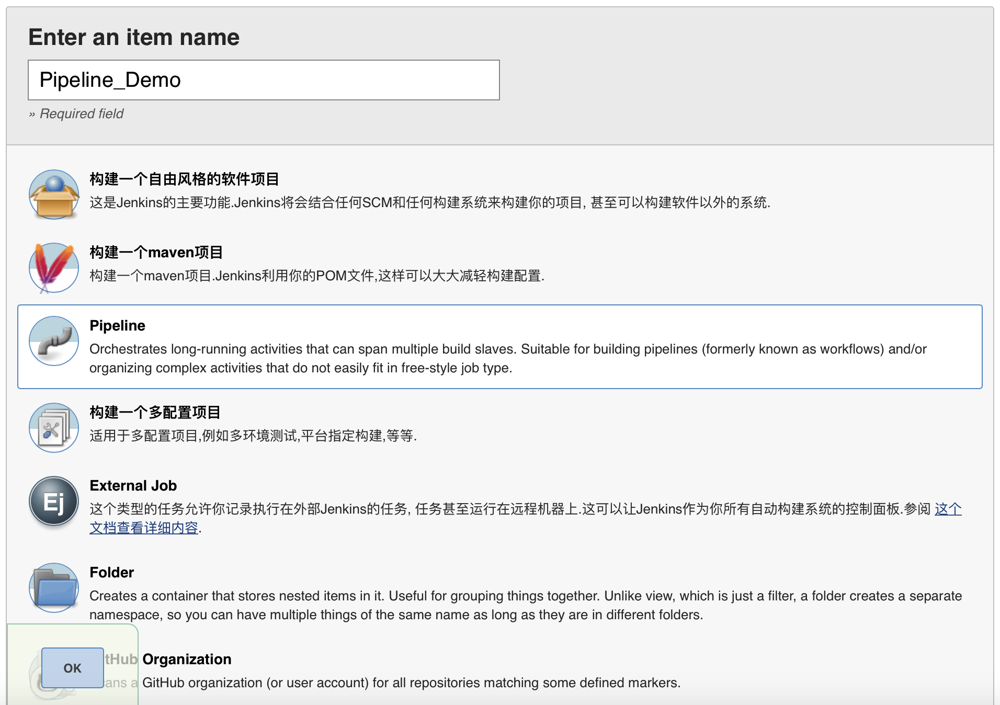 Enter an item name
Pipeline_Demo
» Required field
构建一个自由风格的软件项目
这是Jenkins的主要功能.Jenkins将会结合任何SCM和任何构建系统来构建你的项目, 甚至可以构建软件以外的系统.
构建一个maven项目
构建一个maven项目.Jenkins利用你的POM文件,这样可以大大减轻构建配置.
Pipeline
Orchestrates long-running activities that can span multiple build slaves. Suitable for building pipelines (formerly known as workflows) and/or
organizing complex activities that do not easily fit in free-style job type.
构建一个多配置项目
适用于多配置项目,例如多环境测试,平台指定构建,等等.
Ej
External Job
这个类型的任务允许你记录执行在外部Jenkins的任务, 任务甚至运行在远程机器上.这可以让Jenkins作为你所有自动构建系统的控制面板.参阅 这个
文档查看详细内容.
Folder
Creates a container that stores nested items in it. Useful for grouping things together. Unlike view, which is just a filter, a folder creates a separate
namespace, so you can have multiple things of the same name as long as they are in different folders.
tHub Organization
OK
ans a GitHub organization (or user account) for all repositories matching some defined markers.